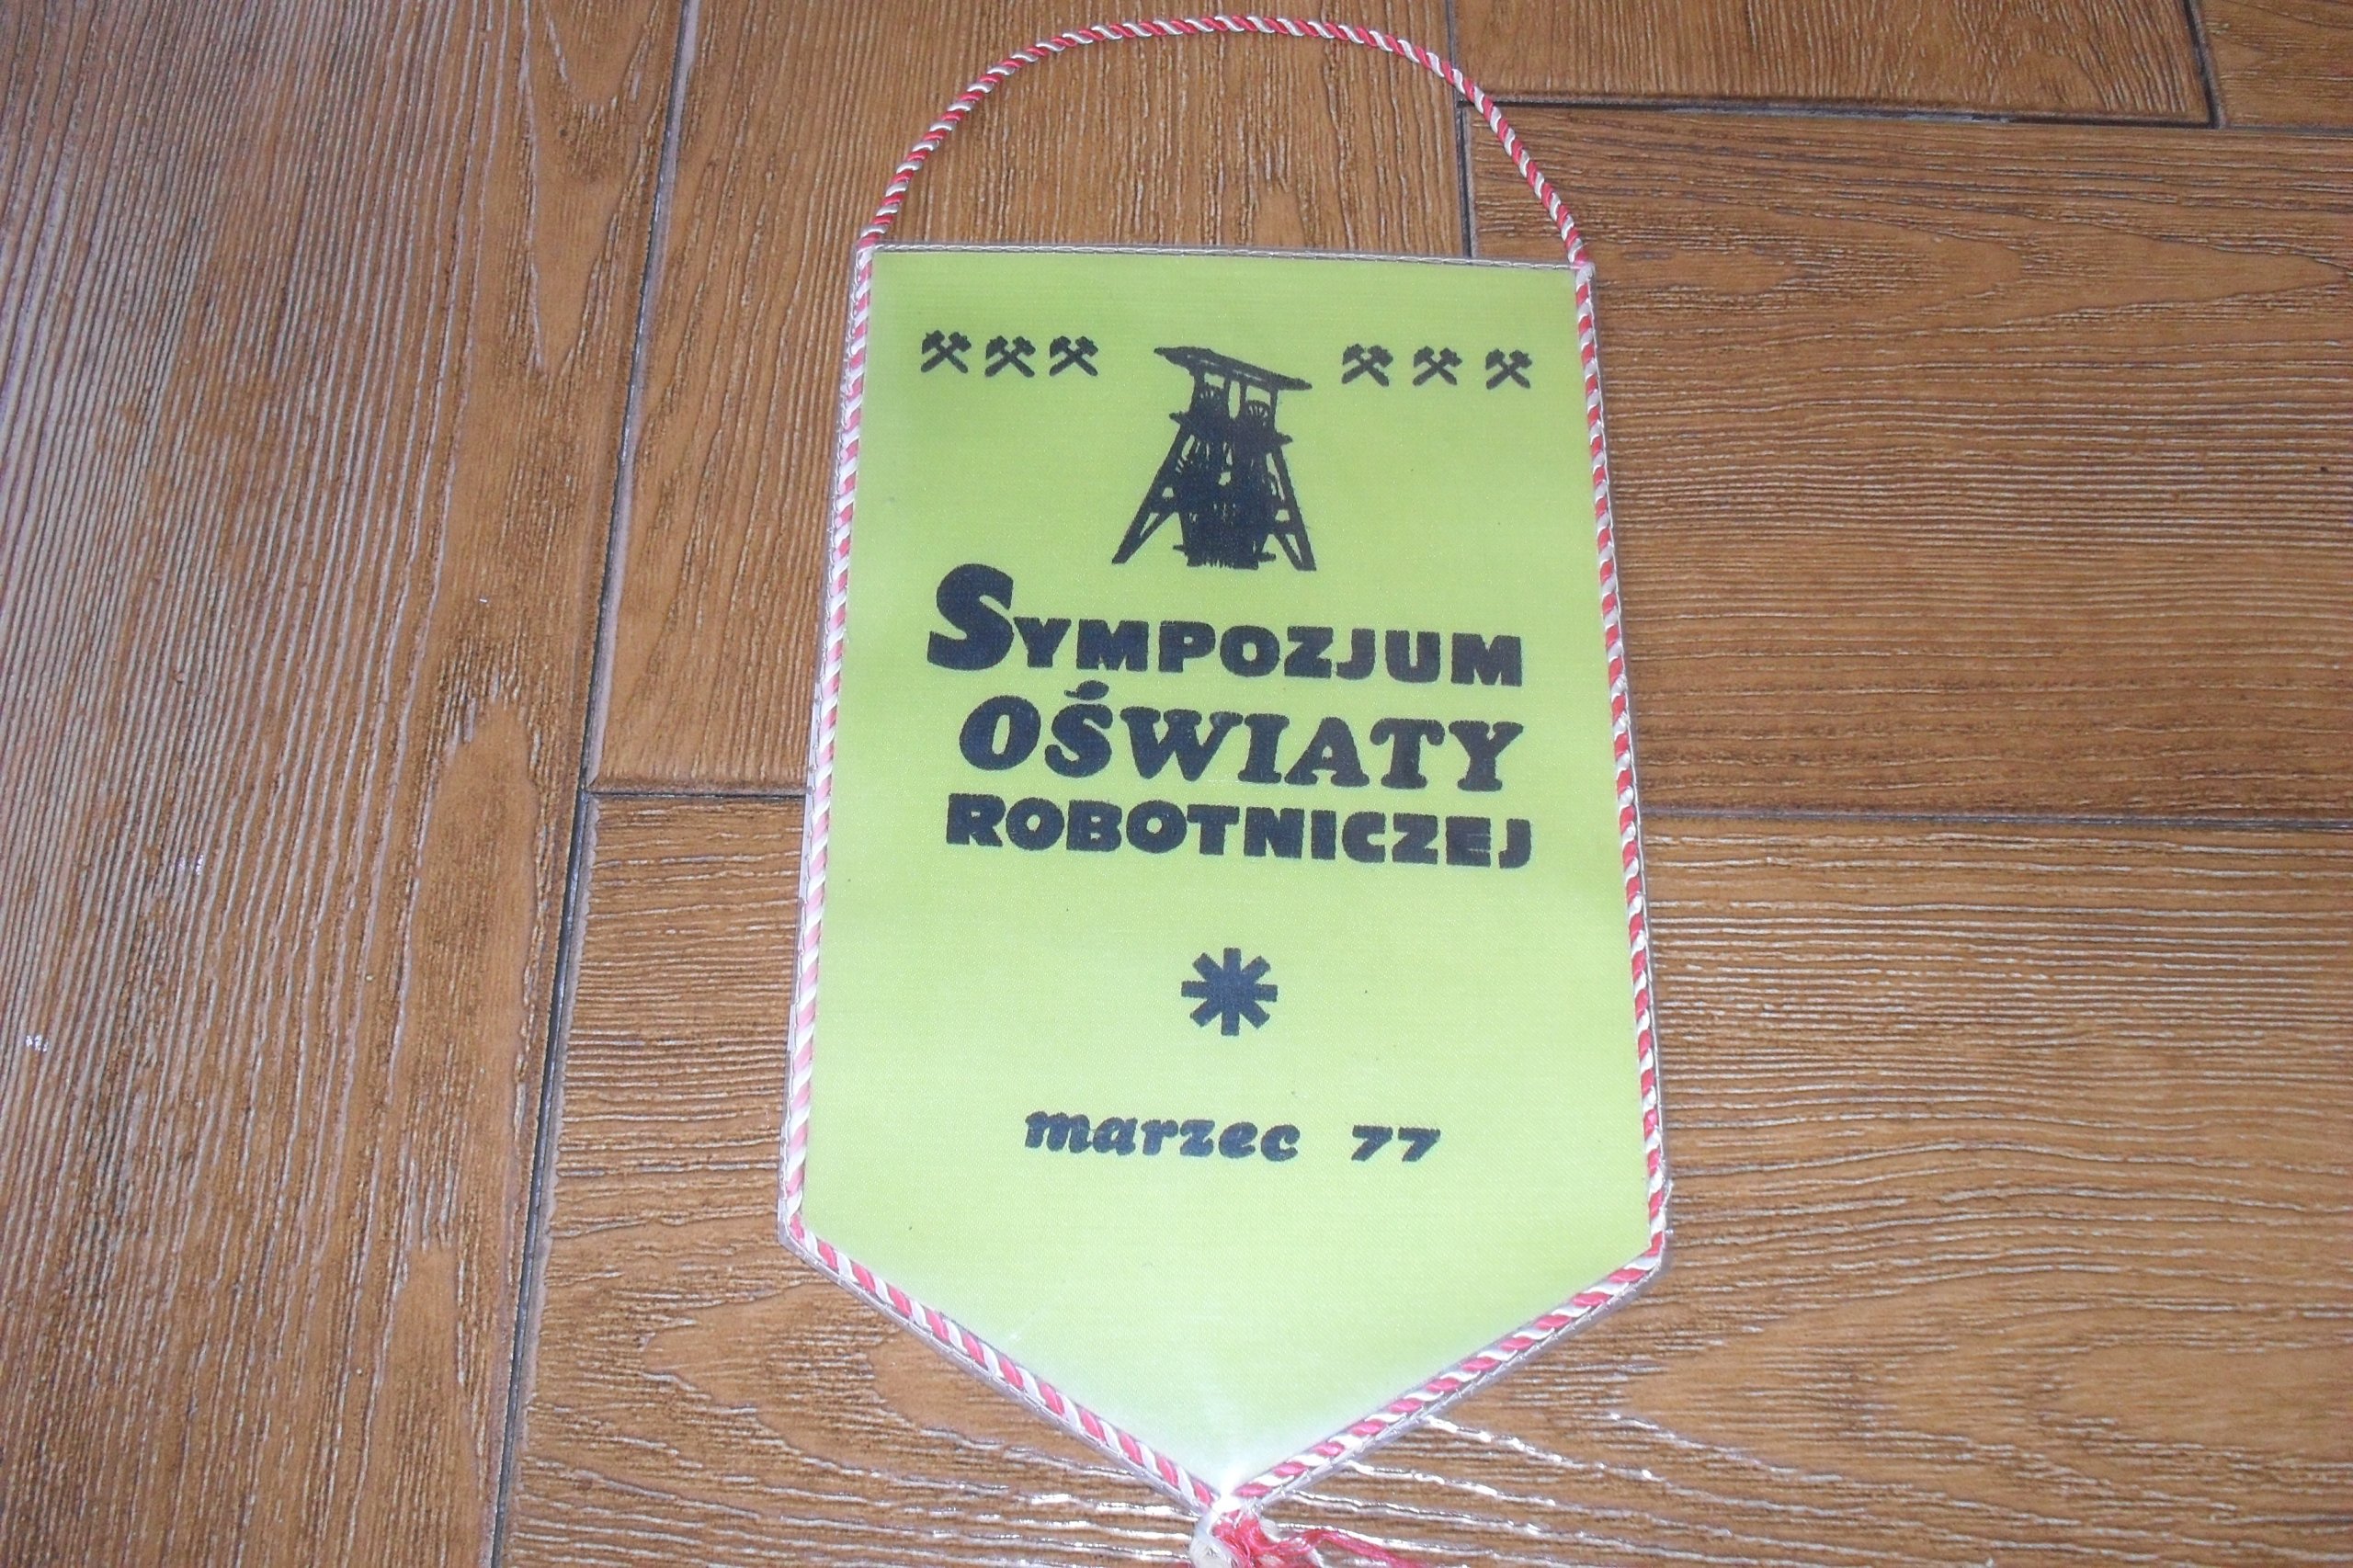 SYMPOZJUM
OŚWIATY
ROBOTNICZEJ
marzec 77